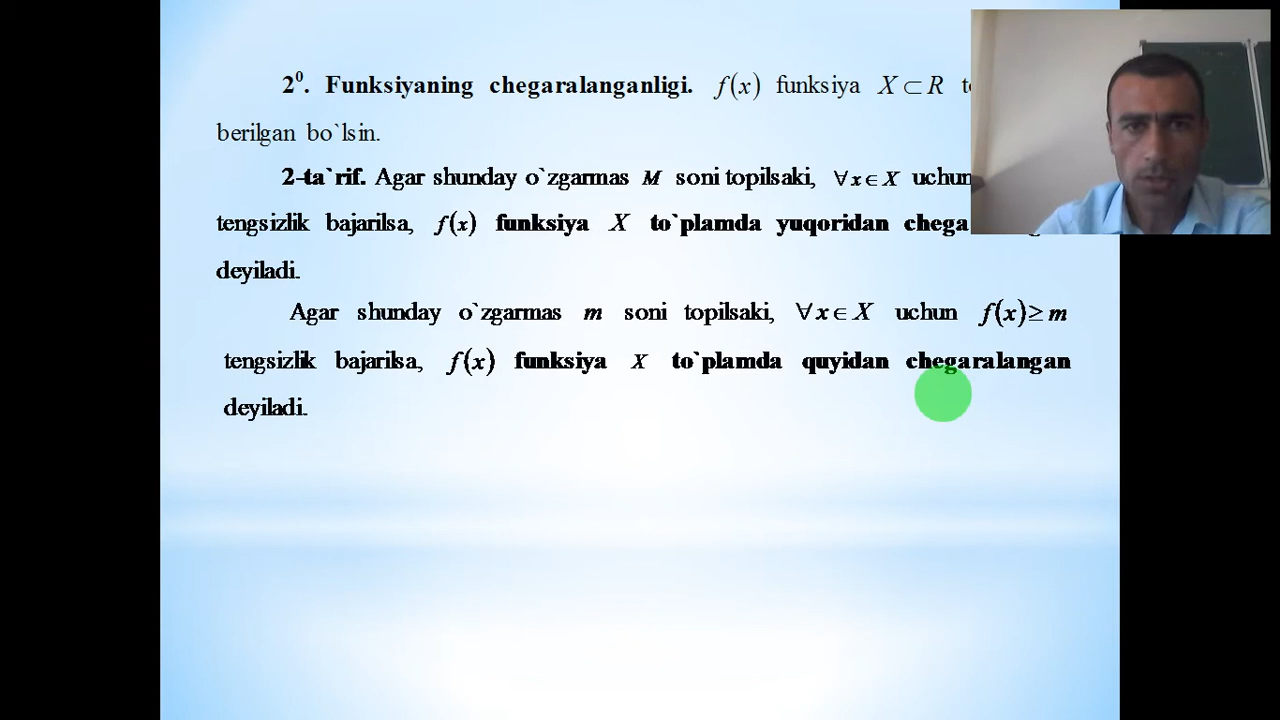 2⁰. Funksiyaning chegaralanganligi. f(x) funksiya X ⊂ R
berilgan bo`lsin.
2-ta`rif. Agar shunday o`zgarmas M soni topilsaki, ∀x ∈ X uchun
tengsizlik bajarilsa, f(x) funksiya X to`plamda yuqoridan
deyiladi.
Agar shunday o`zgarmas m soni topilsaki, ∀x ∈ X uchun f(x) ≥ m
tengsizlik bajarilsa, f(x) funksiya X to`plamda quyidan chegaralangan
deyiladi.